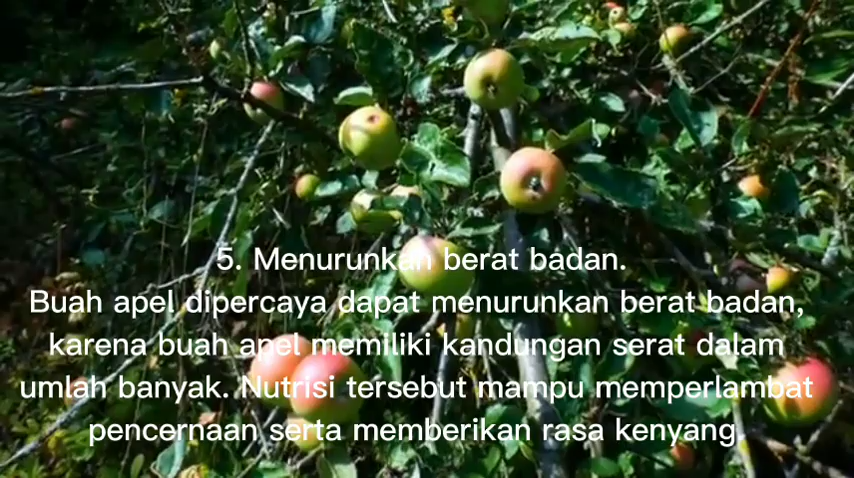 5. Menurunkan berat badan.
Buah apel dipercaya dapat menurunkan berat badan,
karena buah apel memiliki kandungan serat dalam
umlah banyak. Nutrisi tersebut mampu memperlambat
pencernaan serta memberikan rasa kenyang.